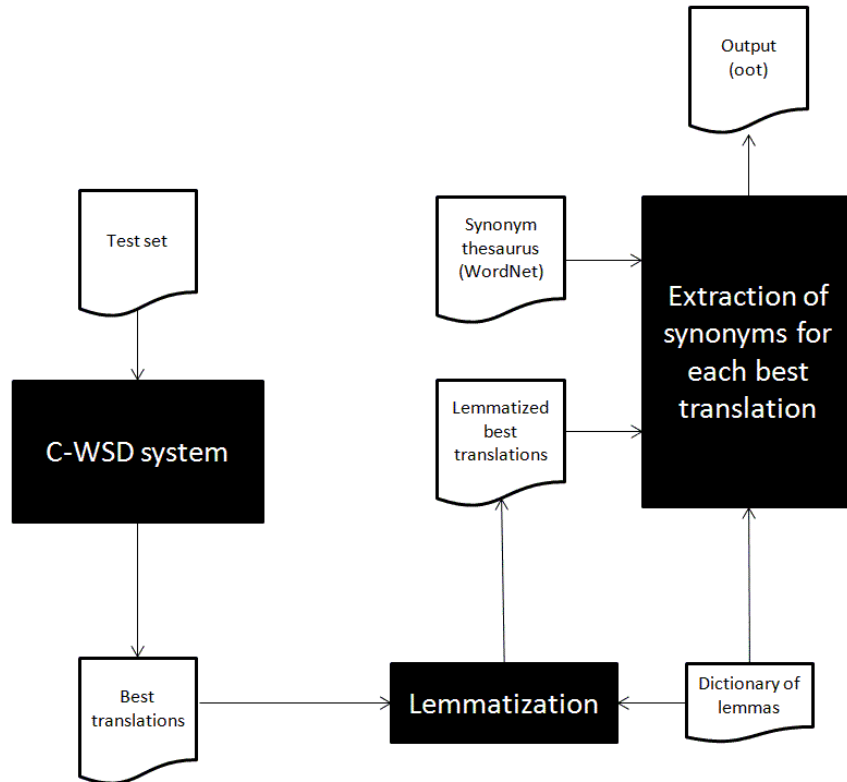 Output
(oot)
Test set
Synonym
thesaurus
(WordNet)
Extraction of
synonyms for
each best
translation
Lemmatized
best
translations
C-WSD system
Best
translations
Lemmatization
Dictionary of
lemmas